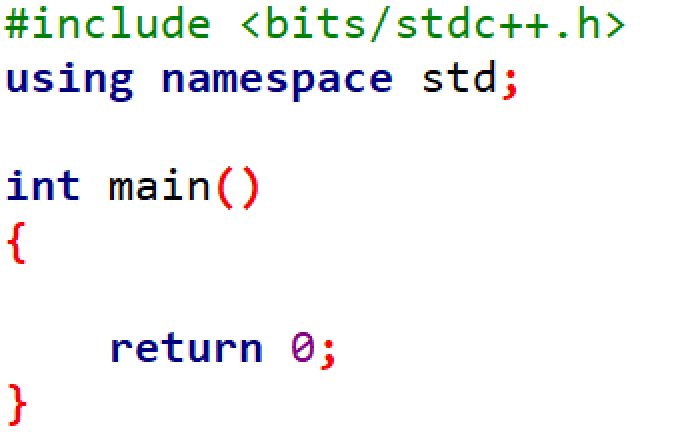 #include <bits/stdc++.h>
using namespace std;
int main()
{
return 0;
}